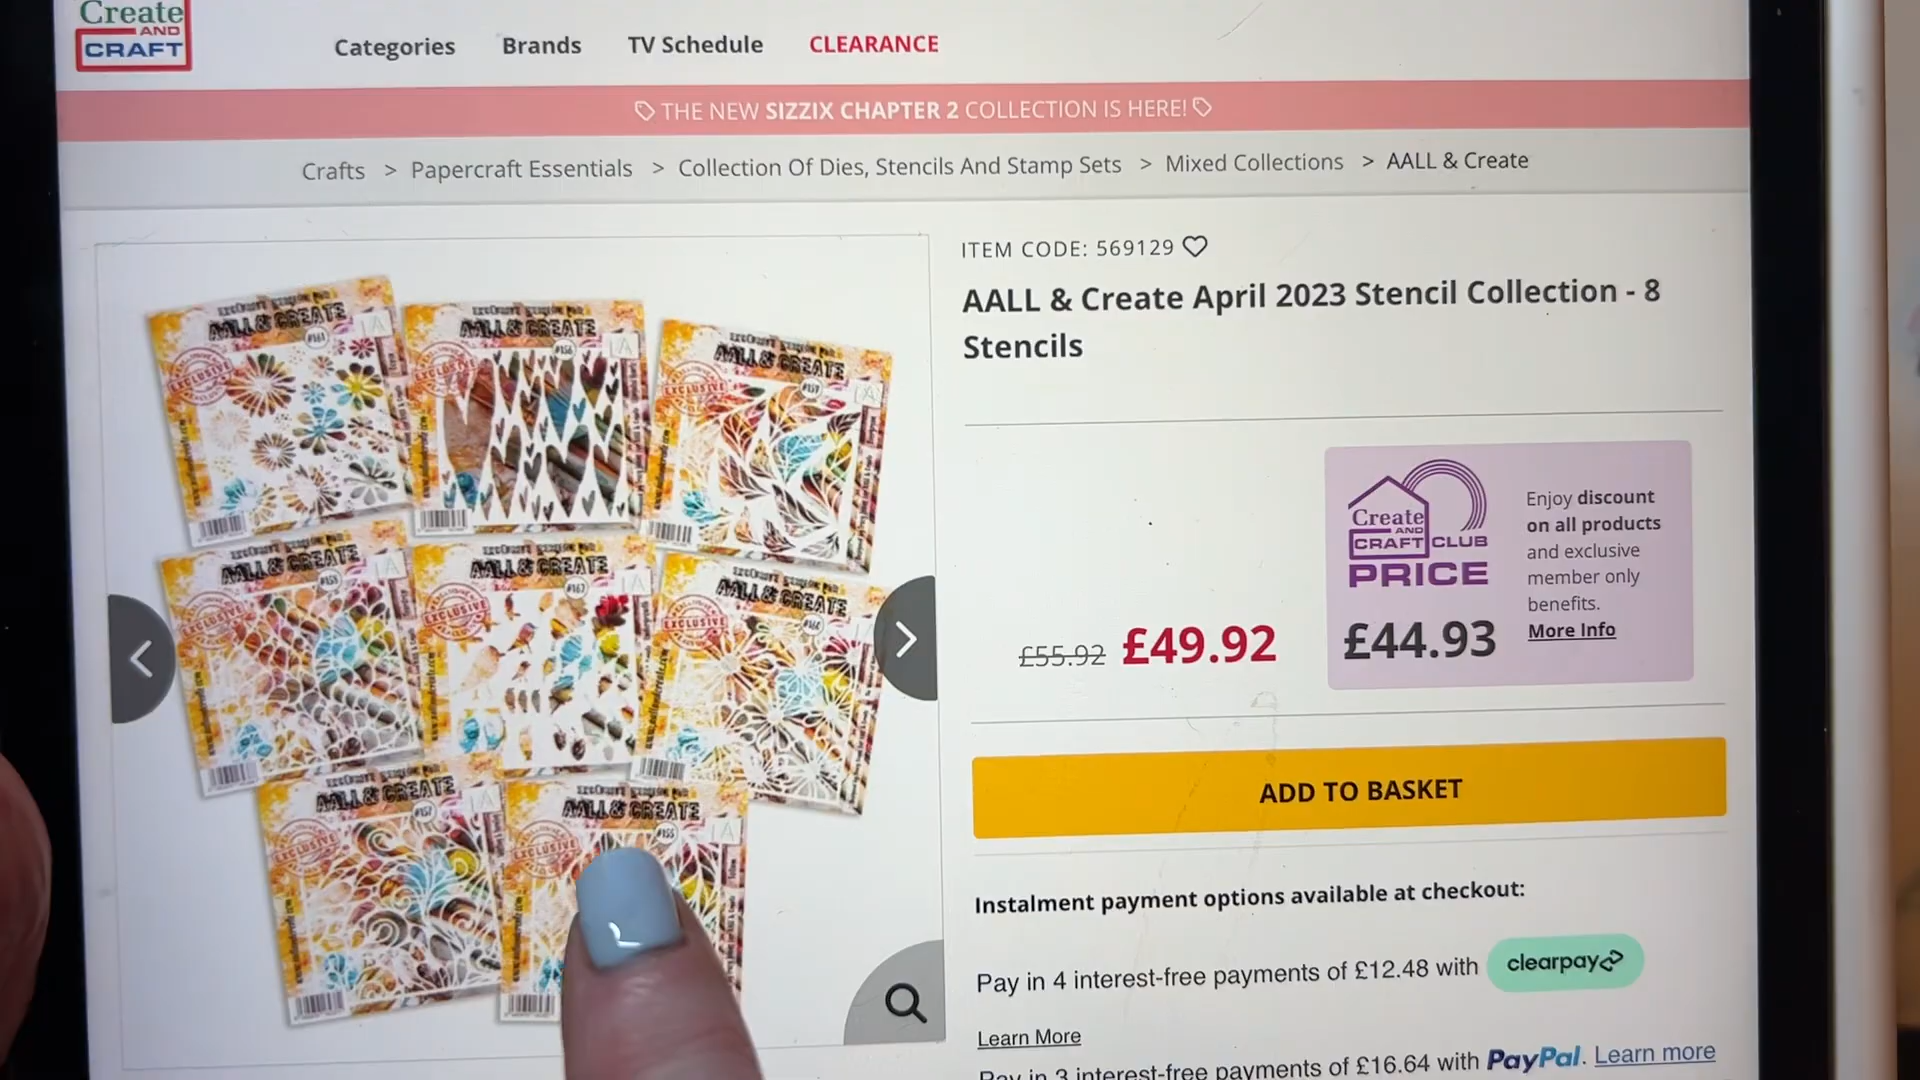 Create
AND
CRAFT
Categories
Brands
TV Schedule
CLEARANCE
THE NEW SIZZIX CHAPTER 2 COLLECTION IS HERE!
Crafts > Papercraft Essentials > Collection Of Dies, Stencils And Stamp Sets > Mixed Collections > AALL & Create
ITEM CODE: 569129
AALL & Create April 2023 Stencil Collection - 8
Stencils
AALL & CREATE
EXCLUSIVE
AALL & CREATE
#156
EXCLUSIVE
AALL & CREATE
EXCLUSIVE
AALL & CREATE
EXCLUSIVE
AALL & CREATE
EXCLUSIVE
AALL & CREATE
EXCLUSIVE
AALL & CREATE
#157
EXCLUSIVE
AALL & CREATE
#155
EXCLUSIVE
£55.92 £49.92
Create
AND
CRAFT CLUB
PRICE
£44.93
Enjoy discount
on all products
and exclusive
member only
benefits.
More Info
ADD TO BASKET
Instalment payment options available at checkout:
Pay in 4 interest-free payments of £12.48 with clearpay
Learn More
Pay in 3 interest-free payments of £16.64 with PayPal. Learn more